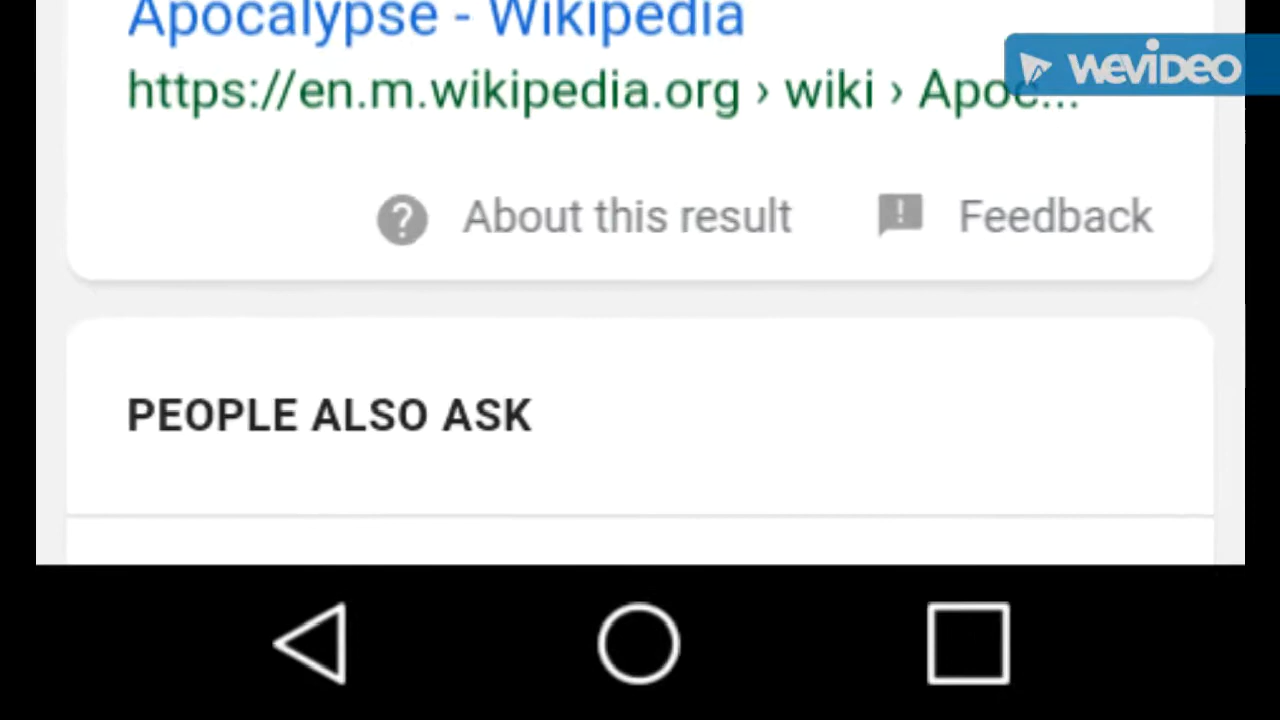 Apocalypse - Wikipedia
WEVIDEO
https://en.m.wikipedia.org › wiki › Apoc...
About this result
Feedback
PEOPLE ALSO ASK